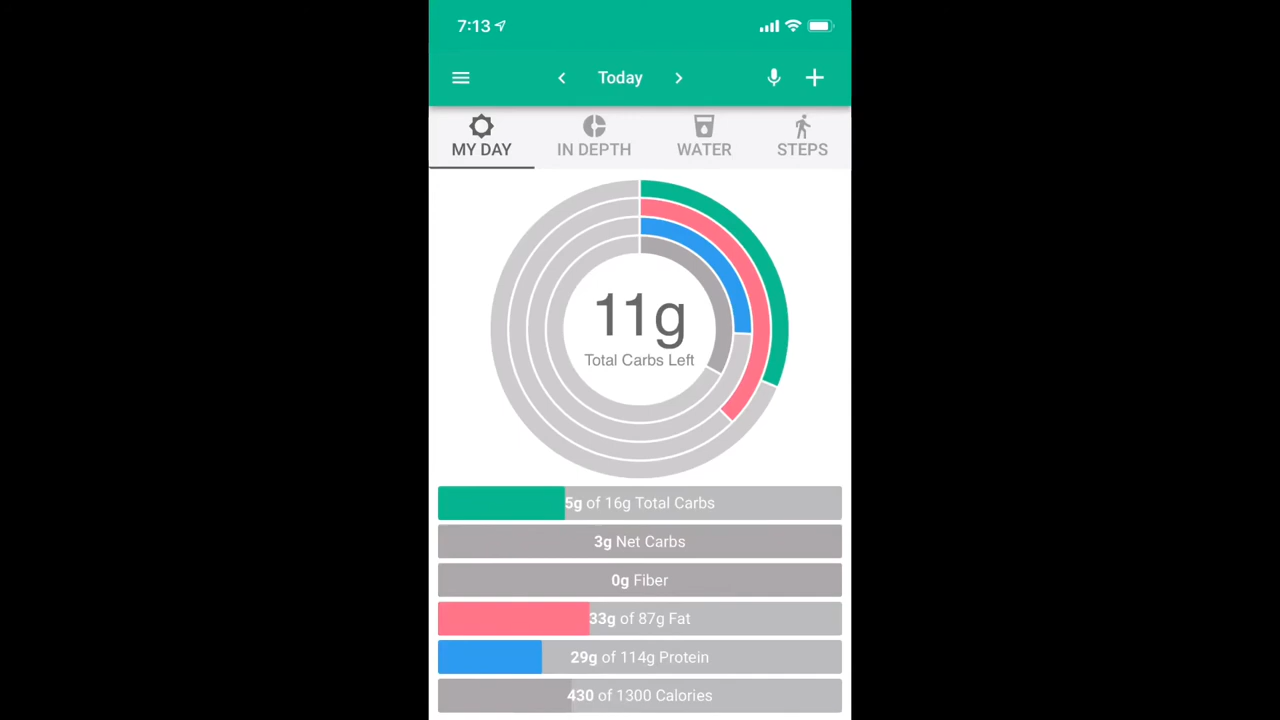 7:13
Today
MY DAY
IN DEPTH
WATER
STEPS
11g
Total Carbs Left
5g of 16g Total Carbs
3g Net Carbs
0g Fiber
33g of 87g Fat
29g of 114g Protein
430 of 1300 Calories